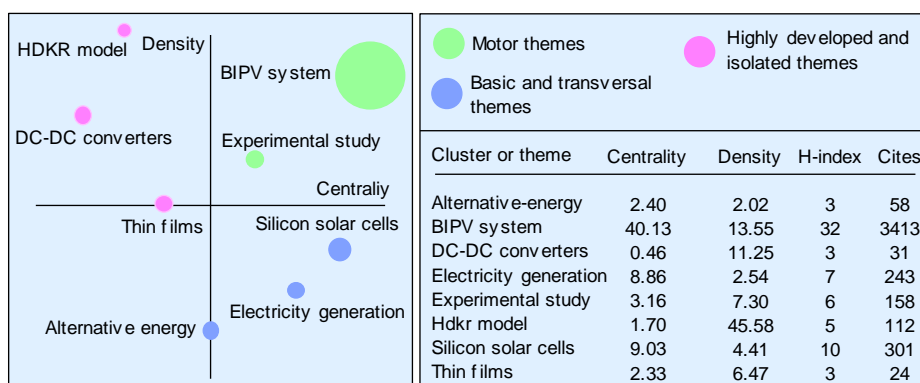 HDKR model
Density
BIPV system
DC-DC converters
Experimental study
Centraliy
Thin films
Silicon solar cells
Electricity generation
Alternative energy
Motor themes
Highly developed and
isolated themes
Basic and transversal
themes
Cluster or theme Centrality Density H-index Cites
Alternative-energy 2.40 2.02 3 58
BIPV system 40.13 13.55 32 3413
DC-DC converters 0.46 11.25 3 31
Electricity generation 8.86 2.54 7 243
Experimental study 3.16 7.30 6 158
Hdkr model 1.70 45.58 5 112
Silicon solar cells 9.03 4.41 10 301
Thin films 2.33 6.47 3 24